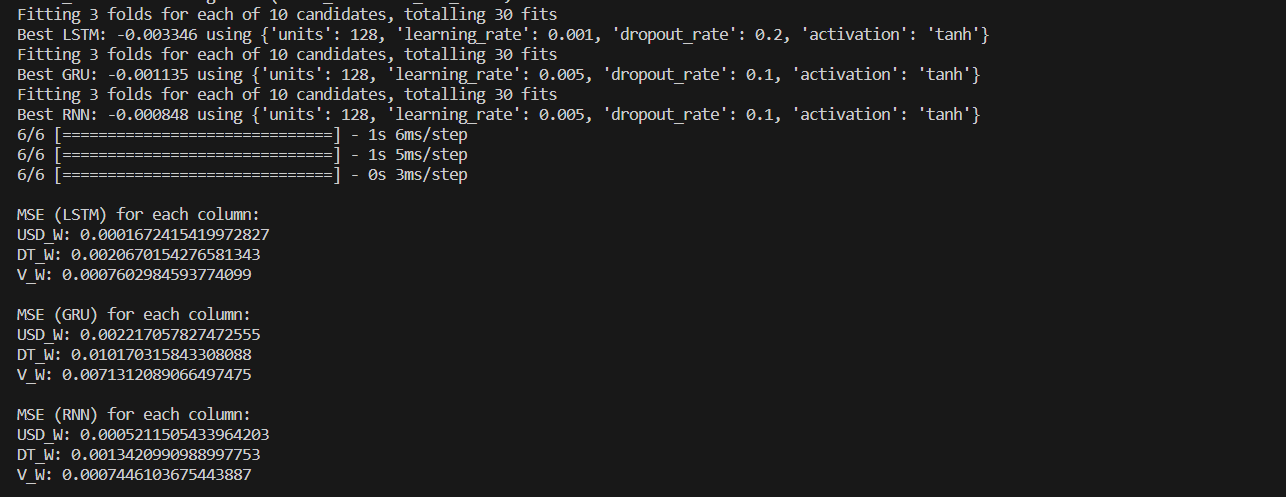 Fitting 3 folds for each of 10 candidates, totalling 30 fits
Best LSTM: -0.003346 using {'units': 128, 'learning_rate': 0.001, 'dropout_rate': 0.2, 'activation': 'tanh'}
Fitting 3 folds for each of 10 candidates, totalling 30 fits
Best GRU: -0.001135 using {'units': 128, 'learning_rate': 0.005, 'dropout_rate': 0.1, 'activation': 'tanh'}
Fitting 3 folds for each of 10 candidates, totalling 30 fits
Best RNN: -0.000848 using {'units': 128, 'learning_rate': 0.005, 'dropout_rate': 0.1, 'activation': 'tanh'}
6/6 [==============================] - 1s 6ms/step
6/6 [==============================] - 1s 5ms/step
6/6 [==============================] - 0s 3ms/step
MSE (LSTM) for each column:
USD_W: 0.0001672415419972827
DT_W: 0.0020670154276581343
V_W: 0.0007602984593774099
MSE (GRU) for each column:
USD_W: 0.002217057827472555
DT_W: 0.010170315843308088
V_W: 0.0071312089066497475
MSE (RNN) for each column:
USD_W: 0.0005211505433964203
DT_W: 0.0013420990988997753
V_W: 0.0007446103675443887